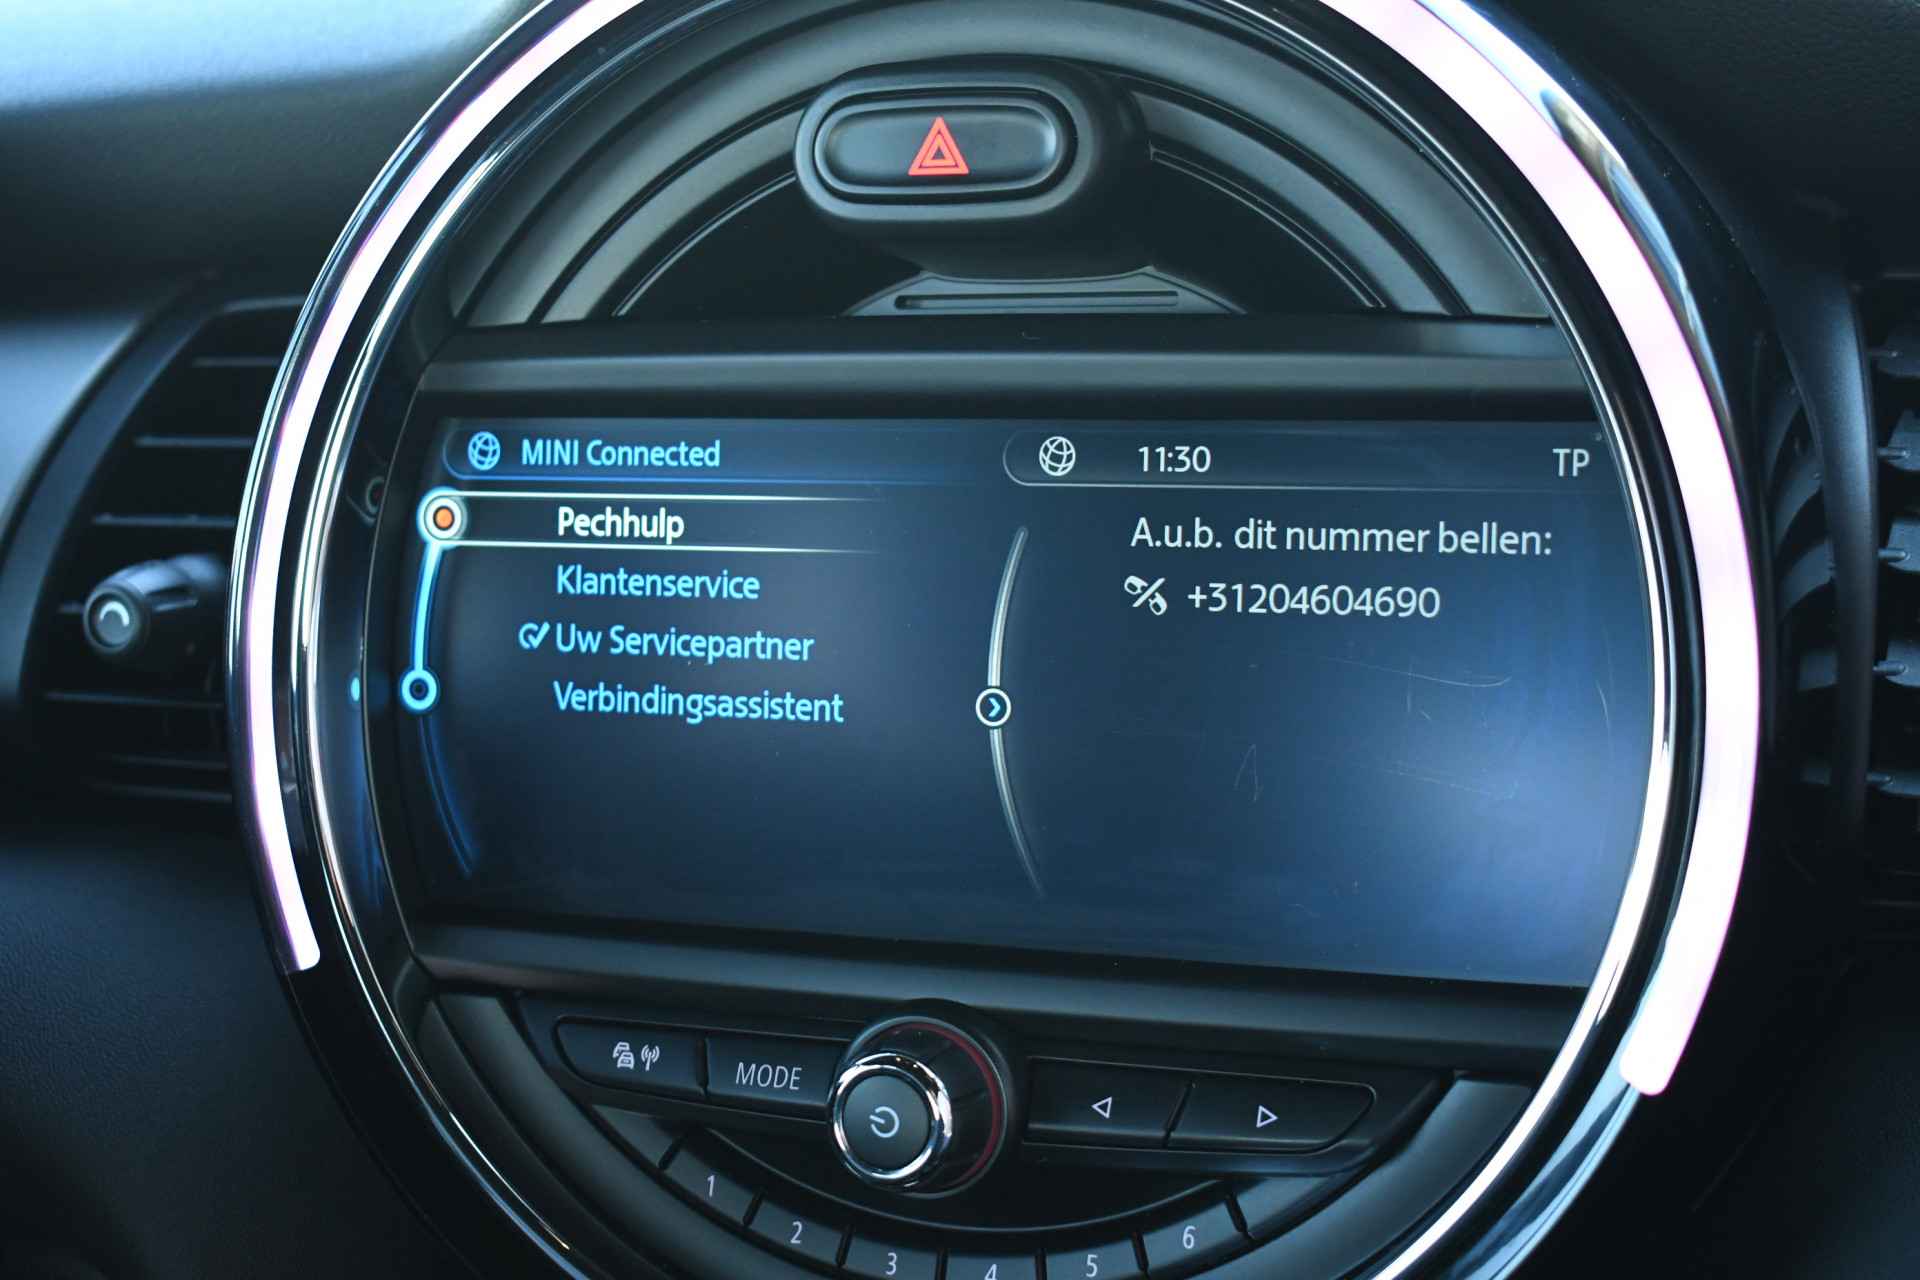 MINI Connected
11:30
TP
Pechhulp
Klantenservice
Uw Servicepartner
Verbindingsassistent
A.u.b. dit nummer bellen:
+31204604690
MODE
1
2
3
4
5
6